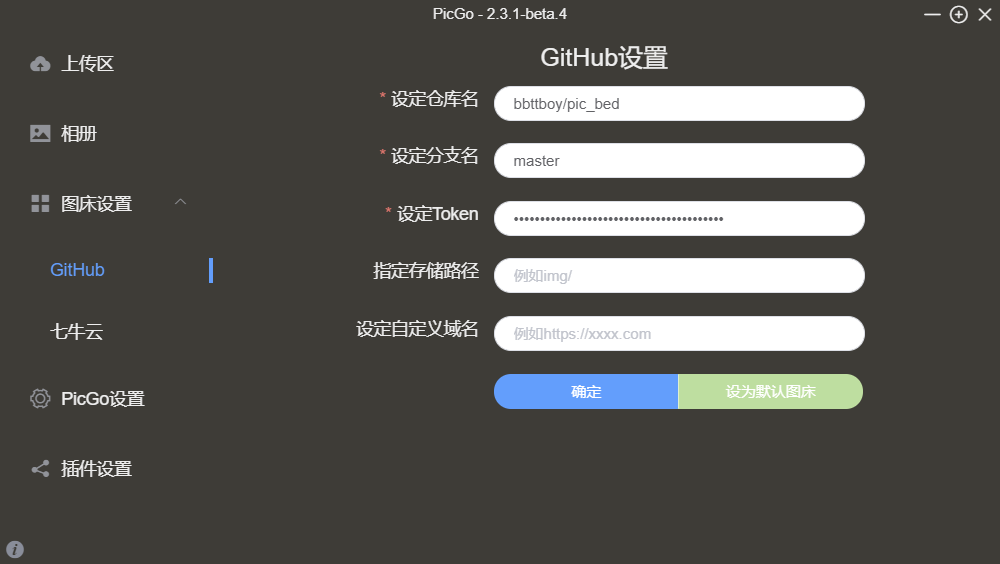 PicGo - 2.3.1-beta.4
上传区
相册
图床设置
GitHub
七牛云
PicGo设置
插件设置
GitHub设置
* 设定仓库名
bbttboy/pic_bed
* 设定分支名
master
* 设定Token
••••••••••••••••••••••••••••••••••••••••
指定存储路径
例如img/
设定自定义域名
例如https://xxxx.com
确定
设为默认图床